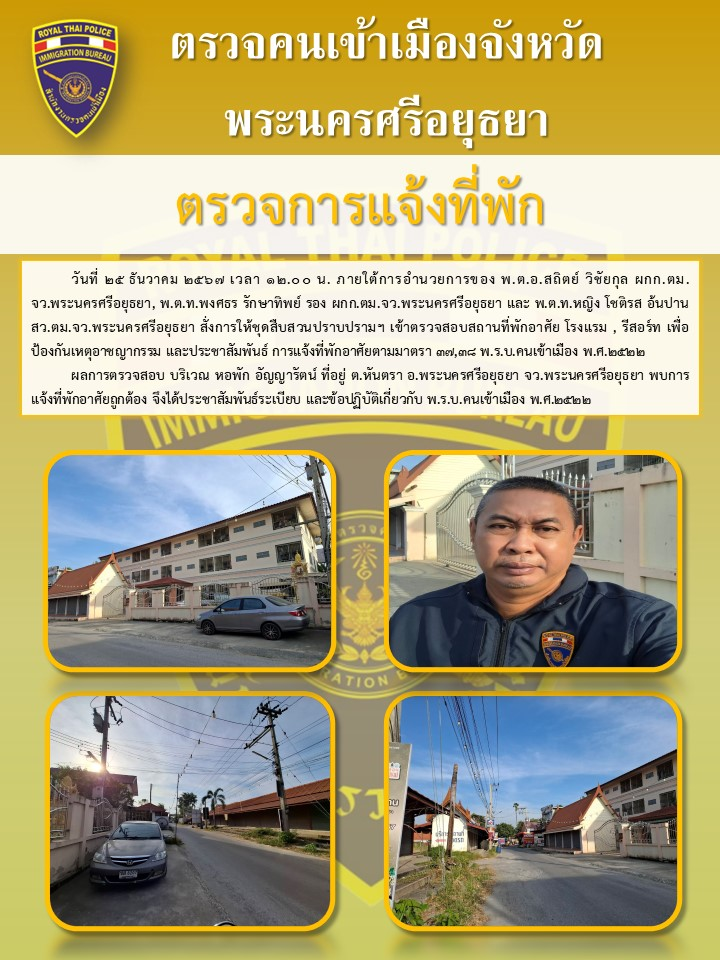 ROYAL THAI POLICE
IMMIGRATION BUREAU
สำนักงานตรวจคนเข้าเมือง
ตรวจคนเข้าเมืองจังหวัด
พระนครศรีอยุธยา
ตรวจการแจ้งที่พัก
วันที่ ๒๕ ธันวาคม ๒๕๖๗ เวลา ๑๒.๐๐ น. ภายใต้การอำนวยการของ พ.ต.อ.สถิตย์ วิชัยกุล ผกก.ตม.
จว.พระนครศรีอยุธยา, พ.ต.ท.พงศธร รักษาทิพย์ รอง ผกก.ตม.จว.พระนครศรีอยุธยา และ พ.ต.ท.หญิง โชติรส อ้นปาน
สว.ตม.จว.พระนครศรีอยุธยา สั่งการให้ชุดสืบสวนปราบปรามฯ เข้าตรวจสอบสถานที่พักอาศัย โรงแรม , รีสอร์ท เพื่อ
ป้องกันเหตุอาชญากรรม และประชาสัมพันธ์ การแจ้งที่พักอาศัยตามมาตรา ๓๗,๓๘ พ.ร.บ.คนเข้าเมือง พ.ศ.๒๕๒๒
ผลการตรวจสอบ บริเวณ หอพัก อัญญารัตน์ ที่อยู่ ต.หันตรา อ.พระนครศรีอยุธยา จว.พระนครศรีอยุธยา พบการ
แจ้งที่พักอาศัยถูกต้อง จึงได้ประชาสัมพันธ์ระเบียบ และข้อปฏิบัติเกี่ยวกับ พ.ร.บ.คนเข้าเมือง พ.ศ.๒๕๒๒
ROYAL THAI POLICE
IMMIGRATION BUREAU